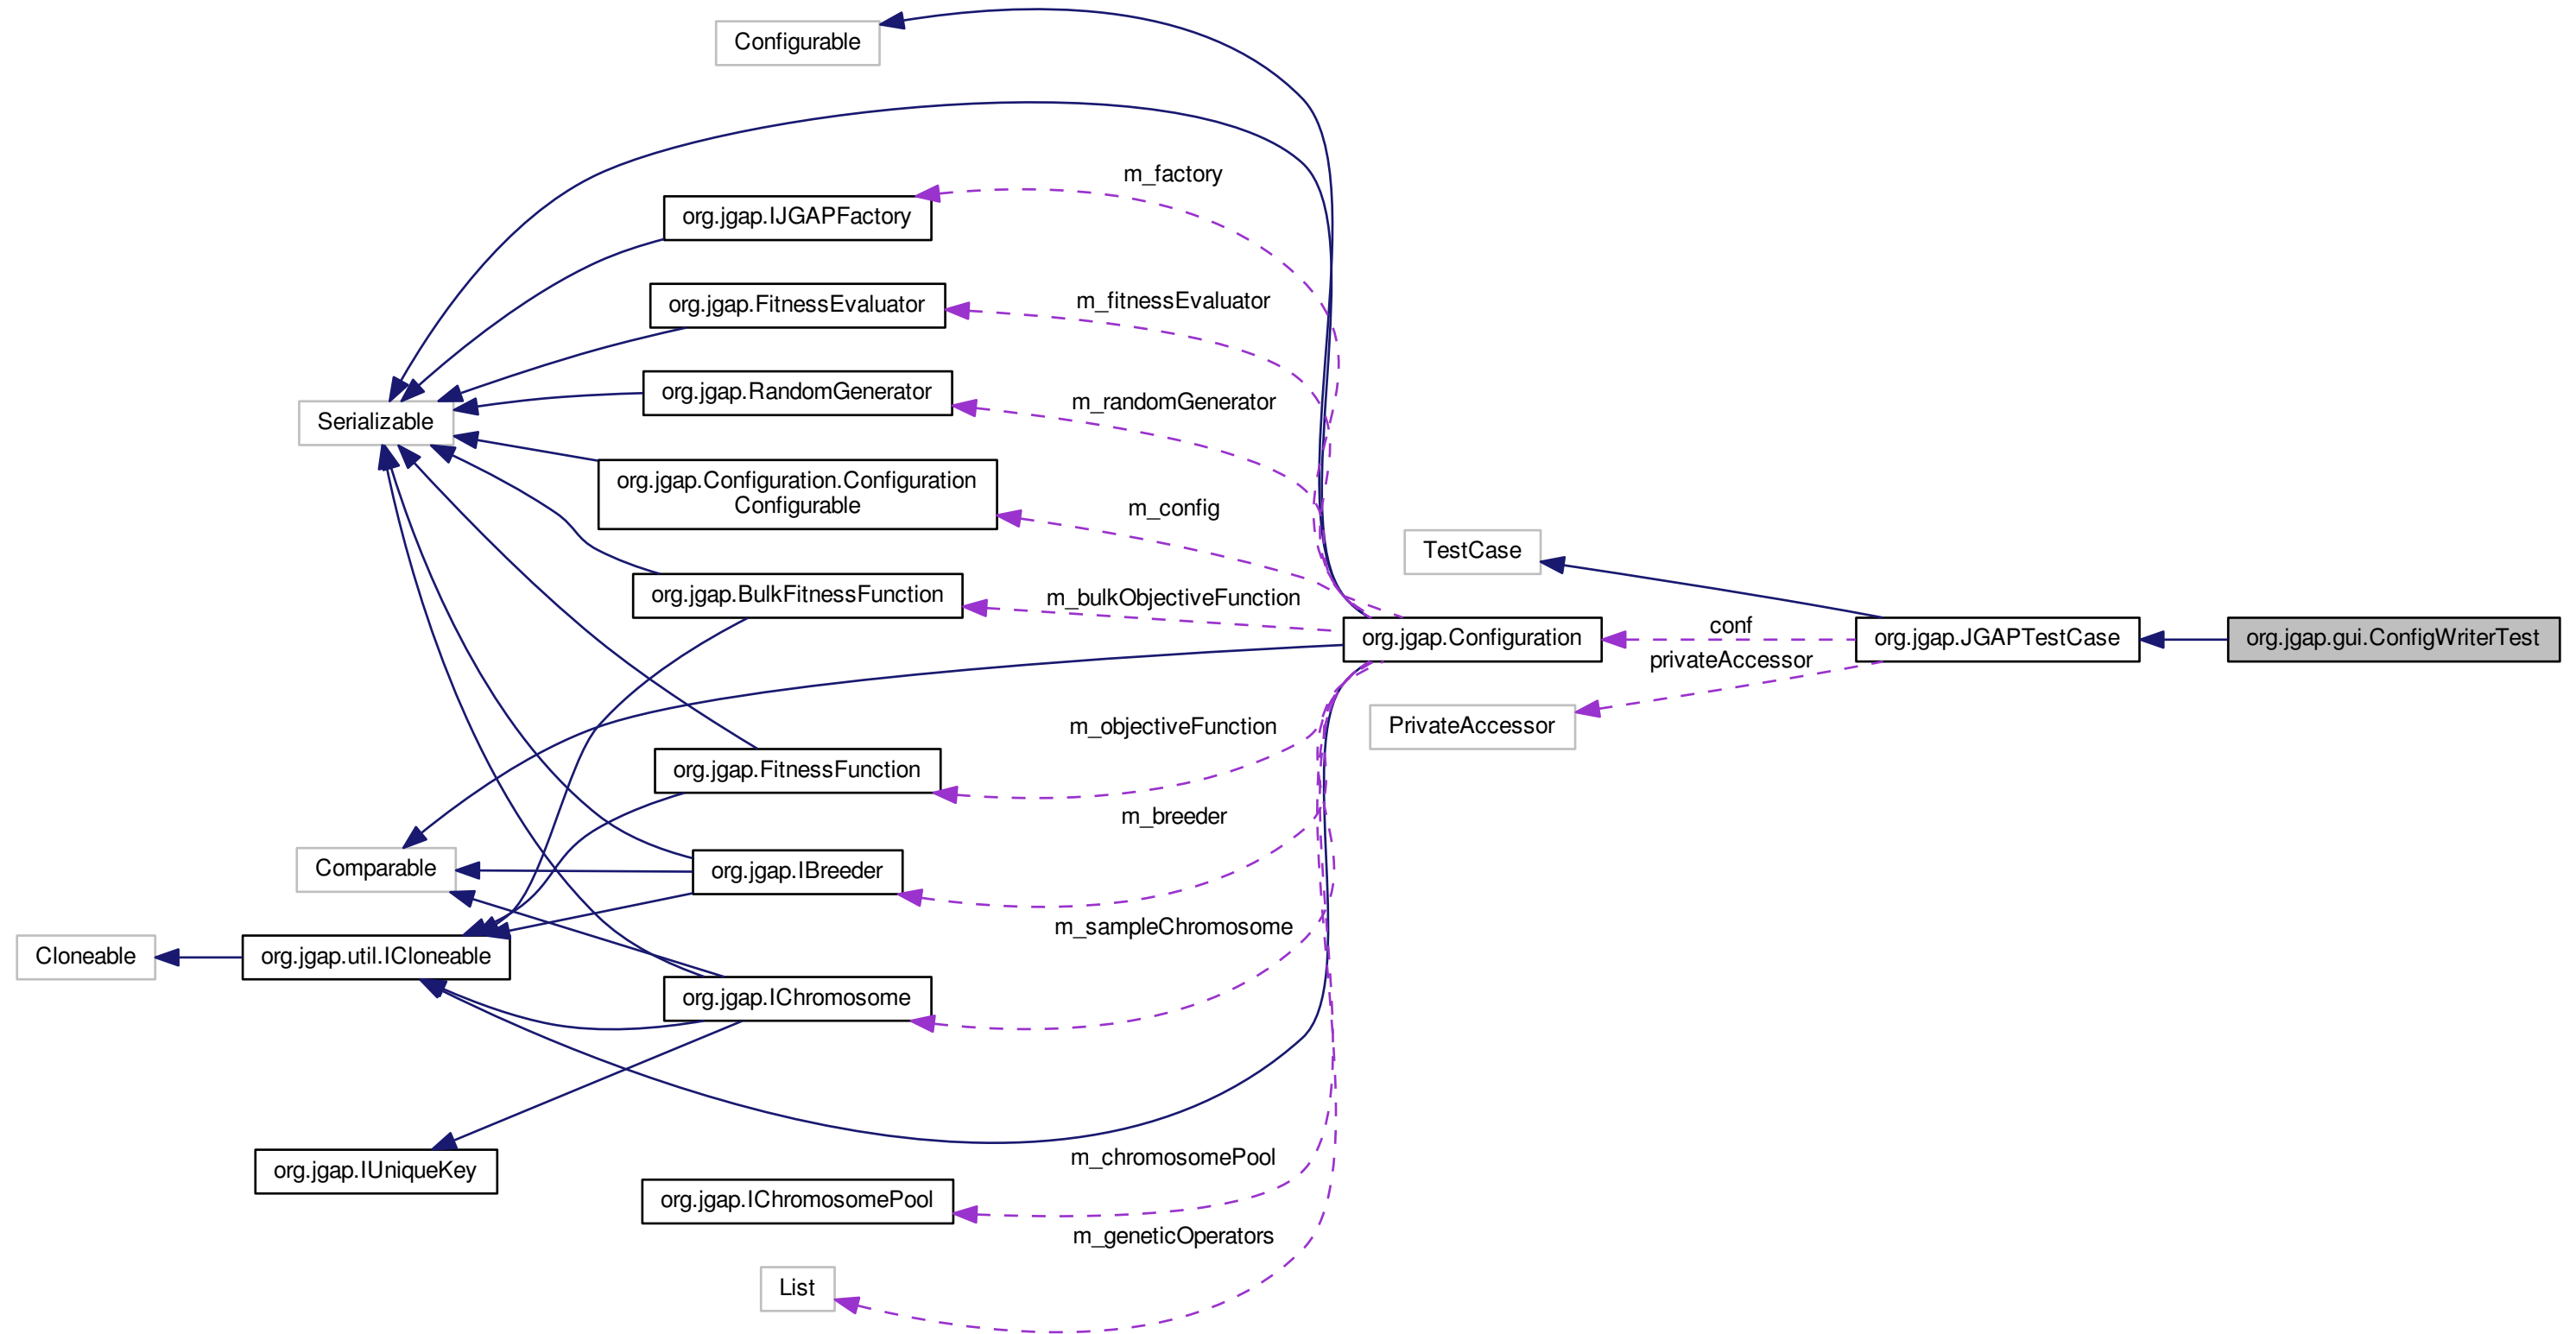 Configurable
m_factory
org.jgap.IJGAPFactory
m_fitnessEvaluator
org.jgap.FitnessEvaluator
m_randomGenerator
org.jgap.RandomGenerator
Serializable
org.jgap.Configuration.Configuration
Configurable
m_config
TestCase
org.jgap.BulkFitnessFunction
m_bulkObjectiveFunction
org.jgap.Configuration
conf
privateAccessor
org.jgap.JGAPTestCase
org.jgap.gui.ConfigWriterTest
PrivateAccessor
m_objectiveFunction
org.jgap.FitnessFunction
m_breeder
Comparable
org.jgap.IBreeder
m_sampleChromosome
Cloneable
org.jgap.util.ICloneable
org.jgap.IChromosome
m_chromosomePool
org.jgap.IUniqueKey
org.jgap.IChromosomePool
m_geneticOperators
List